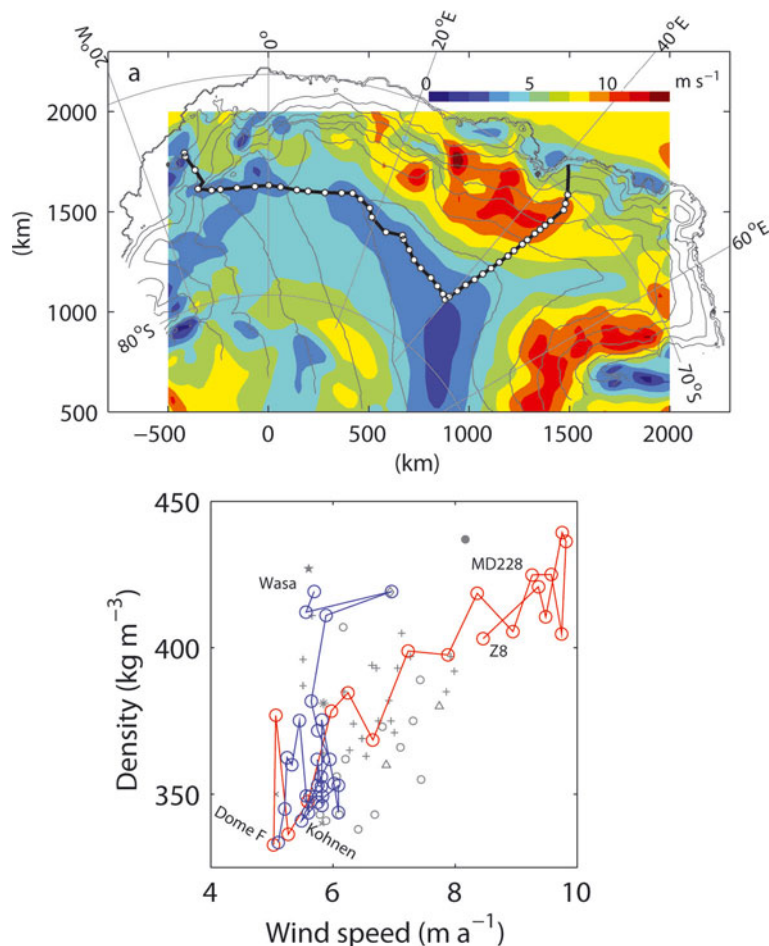 20°W
0°
20°E
40°E
a
0 5 10 m s⁻¹
2000
1500
1000
500
(km)
80°S
60°E
70°S
−500 0 500 1000 1500 2000
(km)
450
400
350
Density (kg m⁻³)
Wasa
MD228
Z8
Dome F
Kohnen
4 6 8 10
Wind speed (m a⁻¹)